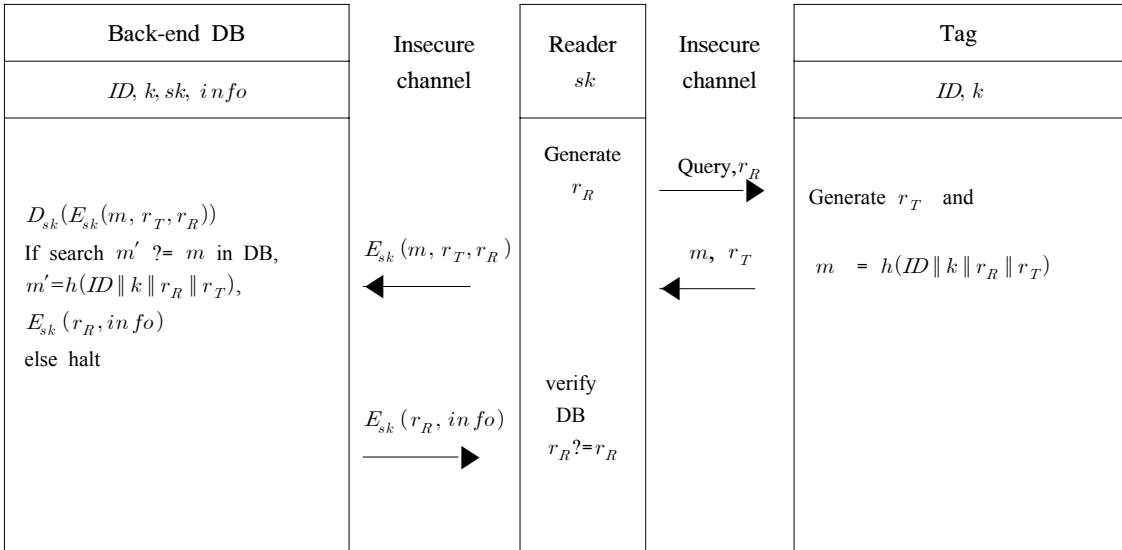 Back-end DB
ID, k, sk, info
D_sk(E_sk(m, r_T, r_R))
If search m' ?= m in DB,
m'=h(ID ∥ k ∥ r_R ∥ r_T),
E_sk(r_R, info)
else halt
Insecure
channel
E_sk(m, r_T, r_R)
E_sk(r_R, info)
Reader
sk
Generate
r_R
verify
DB
r_R?=r_R
Insecure
channel
Query,r_R
m, r_T
Tag
ID, k
Generate r_T and
m = h(ID ∥ k ∥ r_R ∥ r_T)